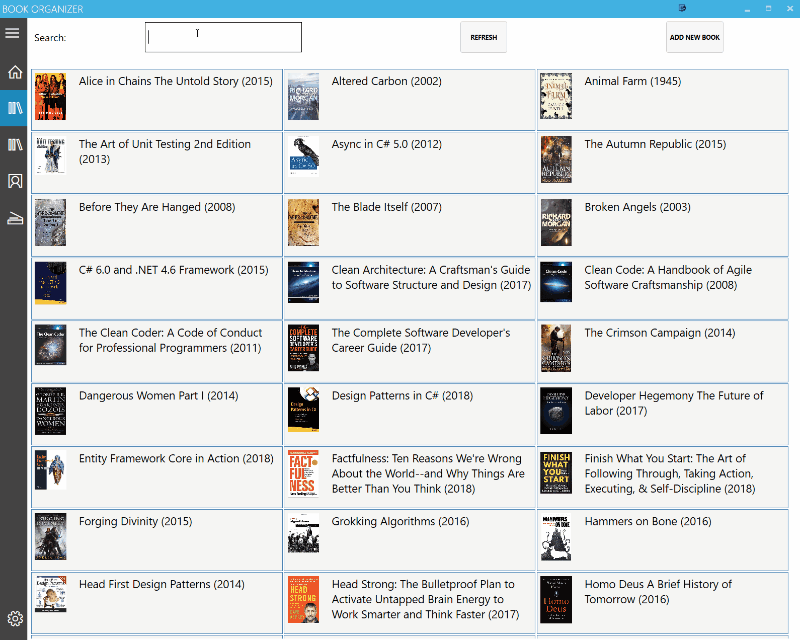 BOOK ORGANIZER
Search:
REFRESH
ADD NEW BOOK
Alice in Chains The Untold Story (2015)
Altered Carbon (2002)
Animal Farm (1945)
The Art of Unit Testing 2nd Edition
(2013)
Async in C# 5.0 (2012)
The Autumn Republic (2015)
Before They Are Hanged (2008)
The Blade Itself (2007)
Broken Angels (2003)
C# 6.0 and .NET 4.6 Framework (2015)
Clean Architecture: A Craftsman's Guide
to Software Structure and Design (2017)
Clean Code: A Handbook of Agile
Software Craftsmanship (2008)
The Clean Coder: A Code of Conduct
for Professional Programmers (2011)
The Complete Software Developer's
Career Guide (2017)
The Crimson Campaign (2014)
Dangerous Women Part I (2014)
Design Patterns in C# (2018)
Developer Hegemony The Future of
Labor (2017)
Entity Framework Core in Action (2018)
FACT
FUL
NESS
Factfulness: Ten Reasons We're Wrong
About the World--and Why Things Are
Better Than You Think (2018)
FINISH
WHAT
YOU
START
Finish What You Start: The Art of
Following Through, Taking Action,
Executing, & Self-Discipline (2018)
Forging Divinity (2015)
Grokking Algorithms (2016)
Hammers on Bone (2016)
Head First Design Patterns (2014)
HEAD
STRONG
Head Strong: The Bulletproof Plan to
Activate Untapped Brain Energy to
Work Smarter and Think Faster (2017)
Homo Deus A Brief History of
Tomorrow (2016)